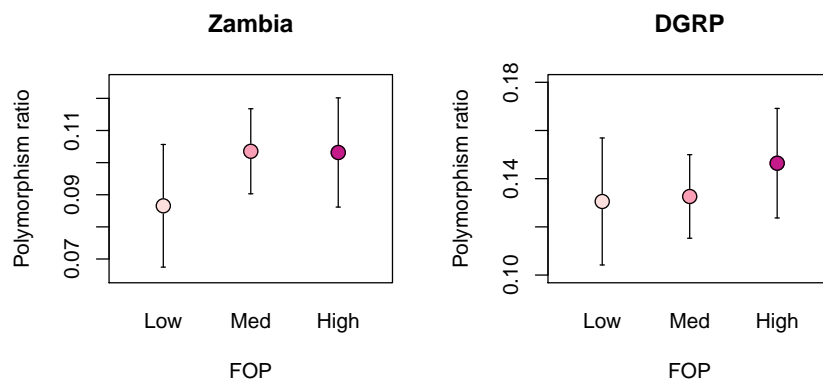 Zambia
Polymorphism ratio
0.11
0.09
0.07
Low Med High
FOP
DGRP
Polymorphism ratio
0.18
0.14
0.10
Low Med High
FOP